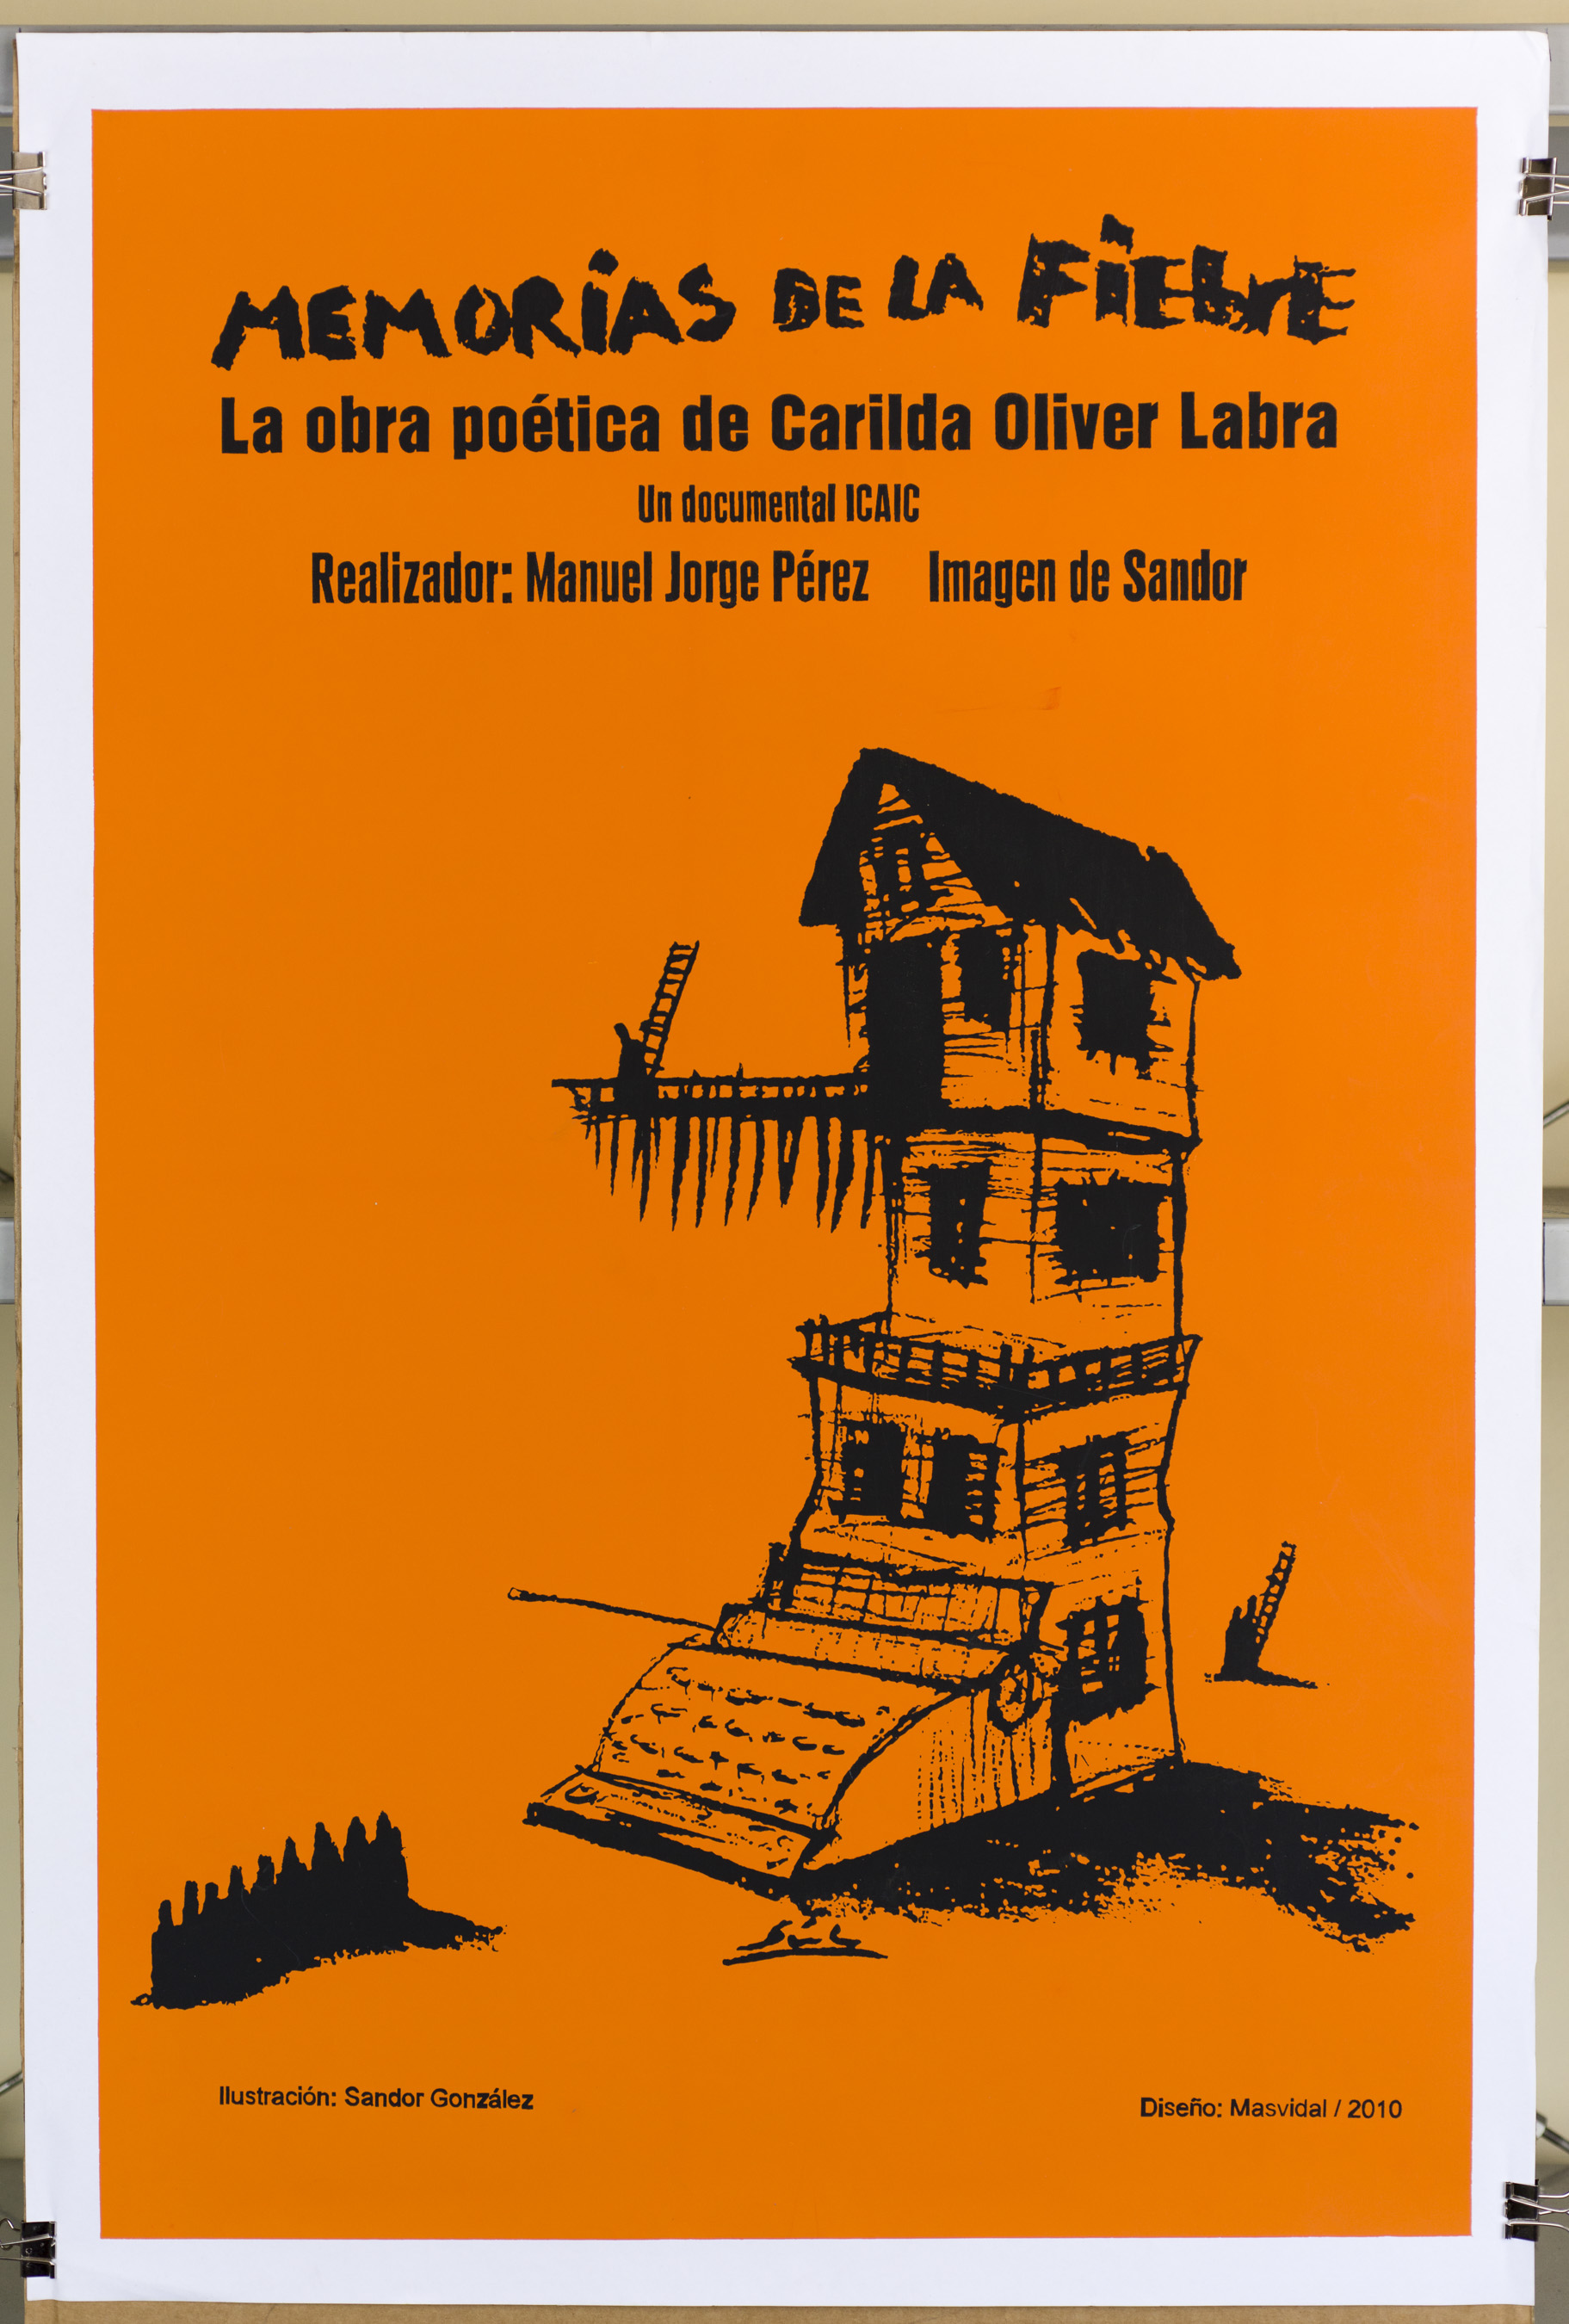 MEMORIAS DE LA FiEbrE
La obra poética de Carilda Oliver Labra
Un documental ICAIC
Realizador: Manuel Jorge Pérez Imagen de Sandor
Ilustración: Sandor González
Diseño: Masvidal / 2010